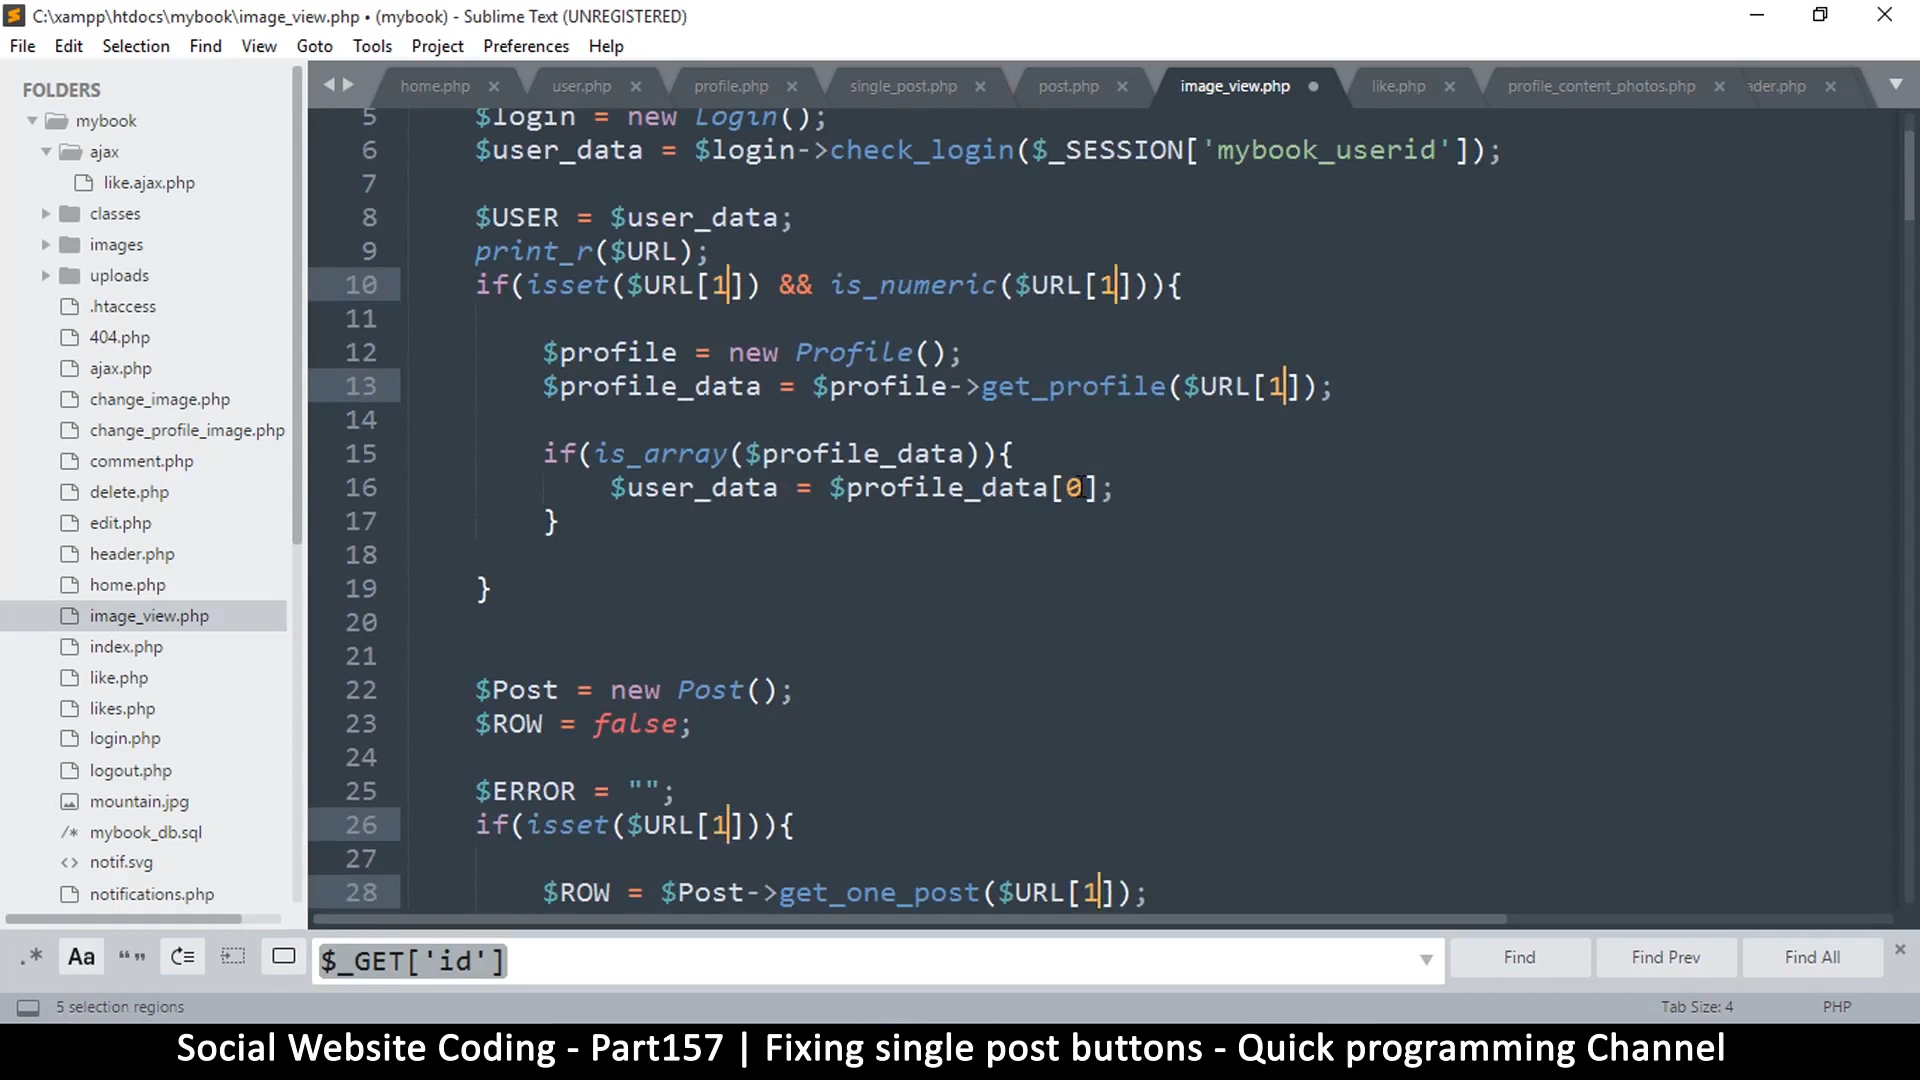 C:\xampp\htdocs\mybook\image_view.php • (mybook) - Sublime Text (UNREGISTERED)
File Edit Selection Find View Goto Tools Project Preferences Help
FOLDERS
mybook
ajax
like.ajax.php
classes
images
uploads
.htaccess
404.php
ajax.php
change_image.php
change_profile_image.php
comment.php
delete.php
edit.php
header.php
home.php
image_view.php
index.php
like.php
likes.php
login.php
logout.php
mountain.jpg
/* mybook_db.sql
<> notif.svg
notifications.php
home.php × user.php × profile.php × single_post.php × post.php × image_view.php • like.php × profile_content_photos.php × ader.php ×
5 $login = new Login();
6 $user_data = $login->check_login($_SESSION['mybook_userid']);
7
8 $USER = $user_data;
9 print_r($URL);
10 if(isset($URL[1]) && is_numeric($URL[1])){
11
12 $profile = new Profile();
13 $profile_data = $profile->get_profile($URL[1]);
14
15 if(is_array($profile_data)){
16 $user_data = $profile_data[0];
17 }
18
19 }
20
21
22 $Post = new Post();
23 $ROW = false;
24
25 $ERROR = "";
26 if(isset($URL[1])){
27
28 $ROW = $Post->get_one_post($URL[1]);
.* Aa “” $_GET['id'] Find Find Prev Find All ×
5 selection regions Tab Size: 4 PHP
Social Website Coding - Part157 | Fixing single post buttons - Quick programming Channel